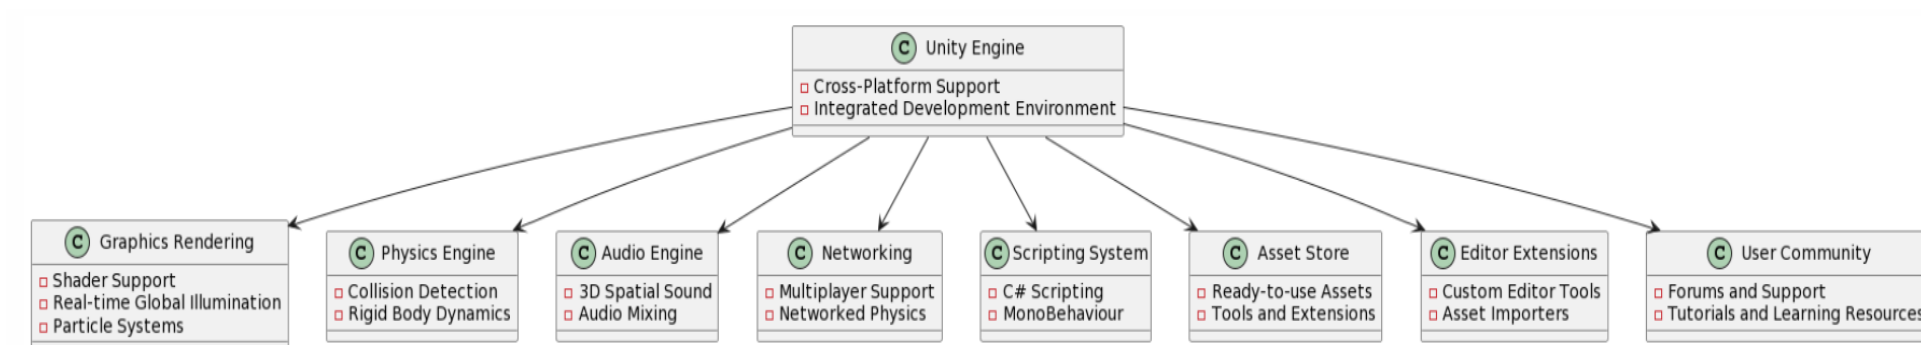 C Unity Engine
Cross-Platform Support
Integrated Development Environment
C Graphics Rendering
Shader Support
Real-time Global Illumination
Particle Systems
C Physics Engine
Collision Detection
Rigid Body Dynamics
C Audio Engine
3D Spatial Sound
Audio Mixing
C Networking
Multiplayer Support
Networked Physics
C Scripting System
C# Scripting
MonoBehaviour
C Asset Store
Ready-to-use Assets
Tools and Extensions
C Editor Extensions
Custom Editor Tools
Asset Importers
C User Community
Forums and Support
Tutorials and Learning Resources